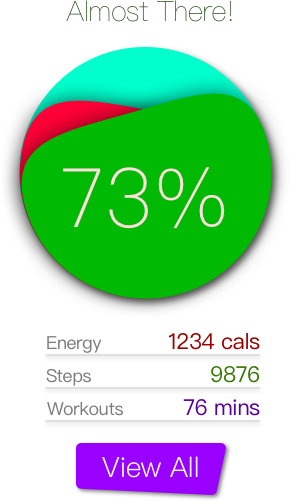 Almost There!
73%
Energy 1234 cals
Steps 9876
Workouts 76 mins
View All